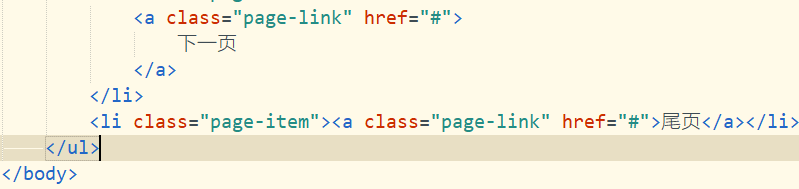 <a class="page-link" href="#">
下一页
</a>
</li>
<li class="page-item"><a class="page-link" href="#">尾页</a></li>
</ul>
</body>